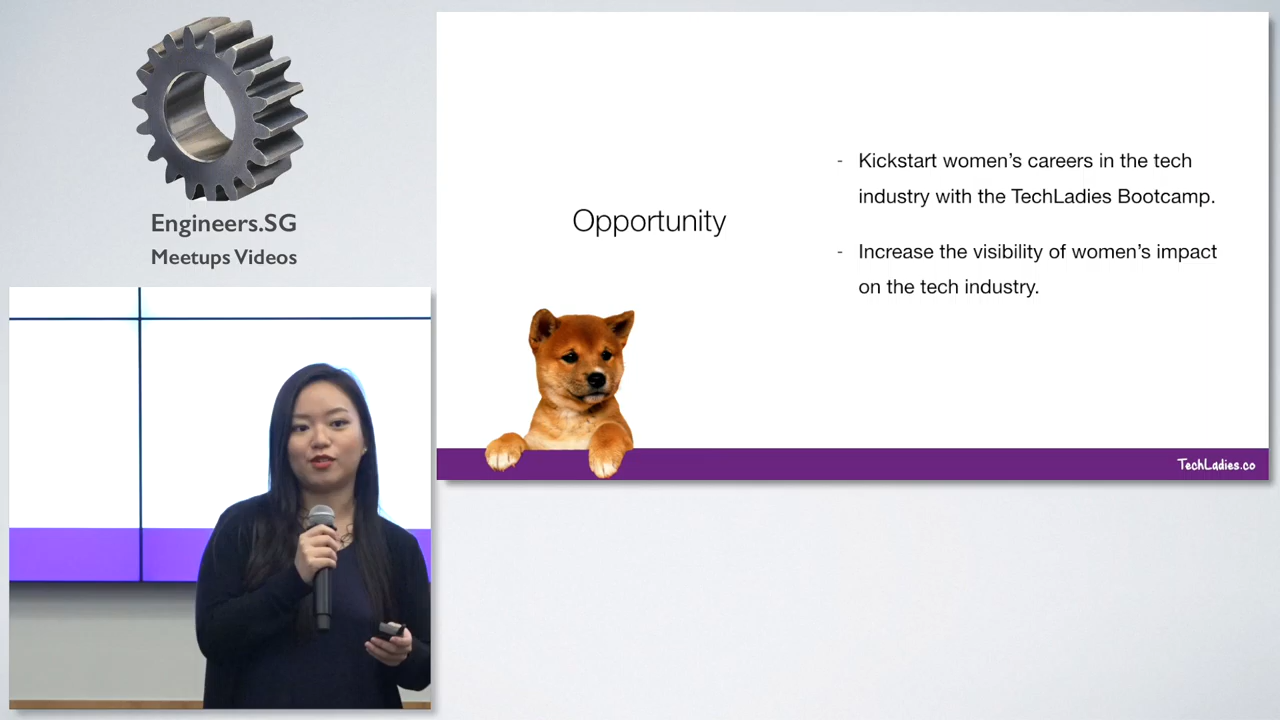 Engineers.SG
Meetups Videos
Opportunity
- Kickstart women’s careers in the tech
industry with the TechLadies Bootcamp.
- Increase the visibility of women’s impact
on the tech industry.
TechLadies.co